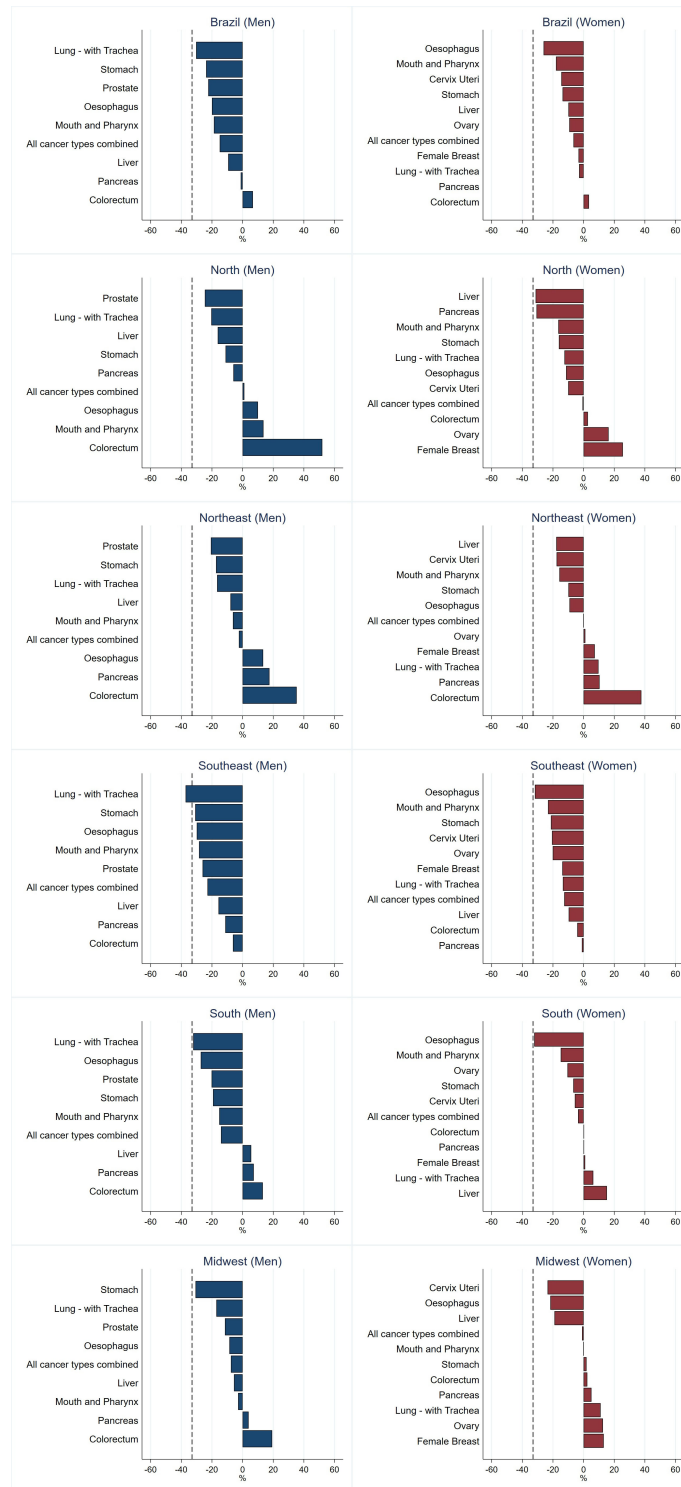 Brazil (Men)
Lung - with Trachea
Stomach
Prostate
Oesophagus
Mouth and Pharynx
All cancer types combined
Liver
Pancreas
Colorectum
-60 -40 -20 0 20 40 60
%
Brazil (Women)
Oesophagus
Mouth and Pharynx
Cervix Uteri
Stomach
Liver
Ovary
All cancer types combined
Female Breast
Lung - with Trachea
Pancreas
Colorectum
-60 -40 -20 0 20 40 60
%
North (Men)
Prostate
Lung - with Trachea
Liver
Stomach
Pancreas
All cancer types combined
Oesophagus
Mouth and Pharynx
Colorectum
-60 -40 -20 0 20 40 60
%
North (Women)
Liver
Pancreas
Mouth and Pharynx
Stomach
Lung - with Trachea
Oesophagus
Cervix Uteri
All cancer types combined
Colorectum
Ovary
Female Breast
-60 -40 -20 0 20 40 60
%
Northeast (Men)
Prostate
Stomach
Lung - with Trachea
Liver
Mouth and Pharynx
All cancer types combined
Oesophagus
Pancreas
Colorectum
-60 -40 -20 0 20 40 60
%
Northeast (Women)
Liver
Cervix Uteri
Mouth and Pharynx
Stomach
Oesophagus
All cancer types combined
Ovary
Female Breast
Lung - with Trachea
Pancreas
Colorectum
-60 -40 -20 0 20 40 60
%
Southeast (Men)
Lung - with Trachea
Stomach
Oesophagus
Mouth and Pharynx
Prostate
All cancer types combined
Liver
Pancreas
Colorectum
-60 -40 -20 0 20 40 60
%
Southeast (Women)
Oesophagus
Mouth and Pharynx
Stomach
Cervix Uteri
Ovary
Female Breast
Lung - with Trachea
All cancer types combined
Liver
Colorectum
Pancreas
-60 -40 -20 0 20 40 60
%
South (Men)
Lung - with Trachea
Oesophagus
Prostate
Stomach
Mouth and Pharynx
All cancer types combined
Liver
Pancreas
Colorectum
-60 -40 -20 0 20 40 60
%
South (Women)
Oesophagus
Mouth and Pharynx
Ovary
Stomach
Cervix Uteri
All cancer types combined
Colorectum
Pancreas
Female Breast
Lung - with Trachea
Liver
-60 -40 -20 0 20 40 60
%
Midwest (Men)
Stomach
Lung - with Trachea
Prostate
Oesophagus
All cancer types combined
Liver
Mouth and Pharynx
Pancreas
Colorectum
-60 -40 -20 0 20 40 60
%
Midwest (Women)
Cervix Uteri
Oesophagus
Liver
All cancer types combined
Mouth and Pharynx
Stomach
Colorectum
Pancreas
Lung - with Trachea
Ovary
Female Breast
-60 -40 -20 0 20 40 60
%